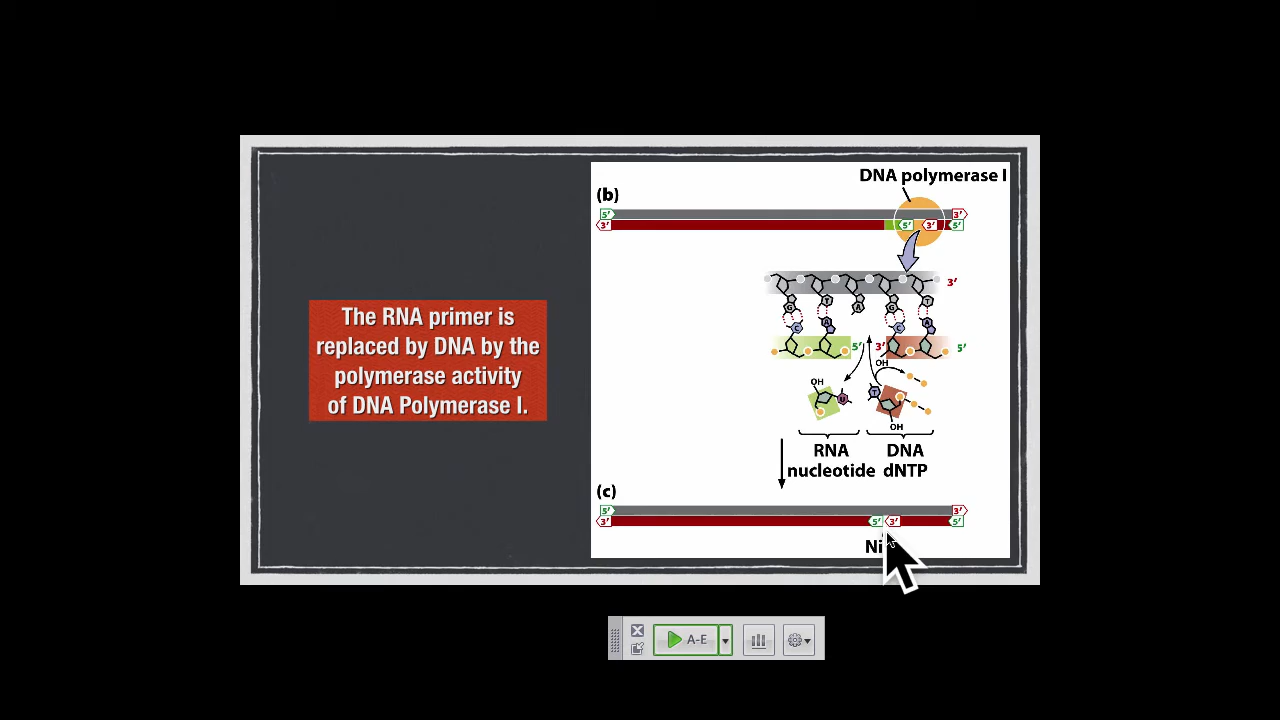 The RNA primer is
replaced by DNA by the
polymerase activity
of DNA Polymerase I.
DNA polymerase I
(b)
5′ 3′
3′ 5′ 3′ 5′
3′
G T A G T
C A C A
5′ 3′ 5′
OH
OH
U T
OH
RNA DNA
nucleotide dNTP
(c)
5′ 3′
3′ 5′ 3′ 5′
Ni
A-E